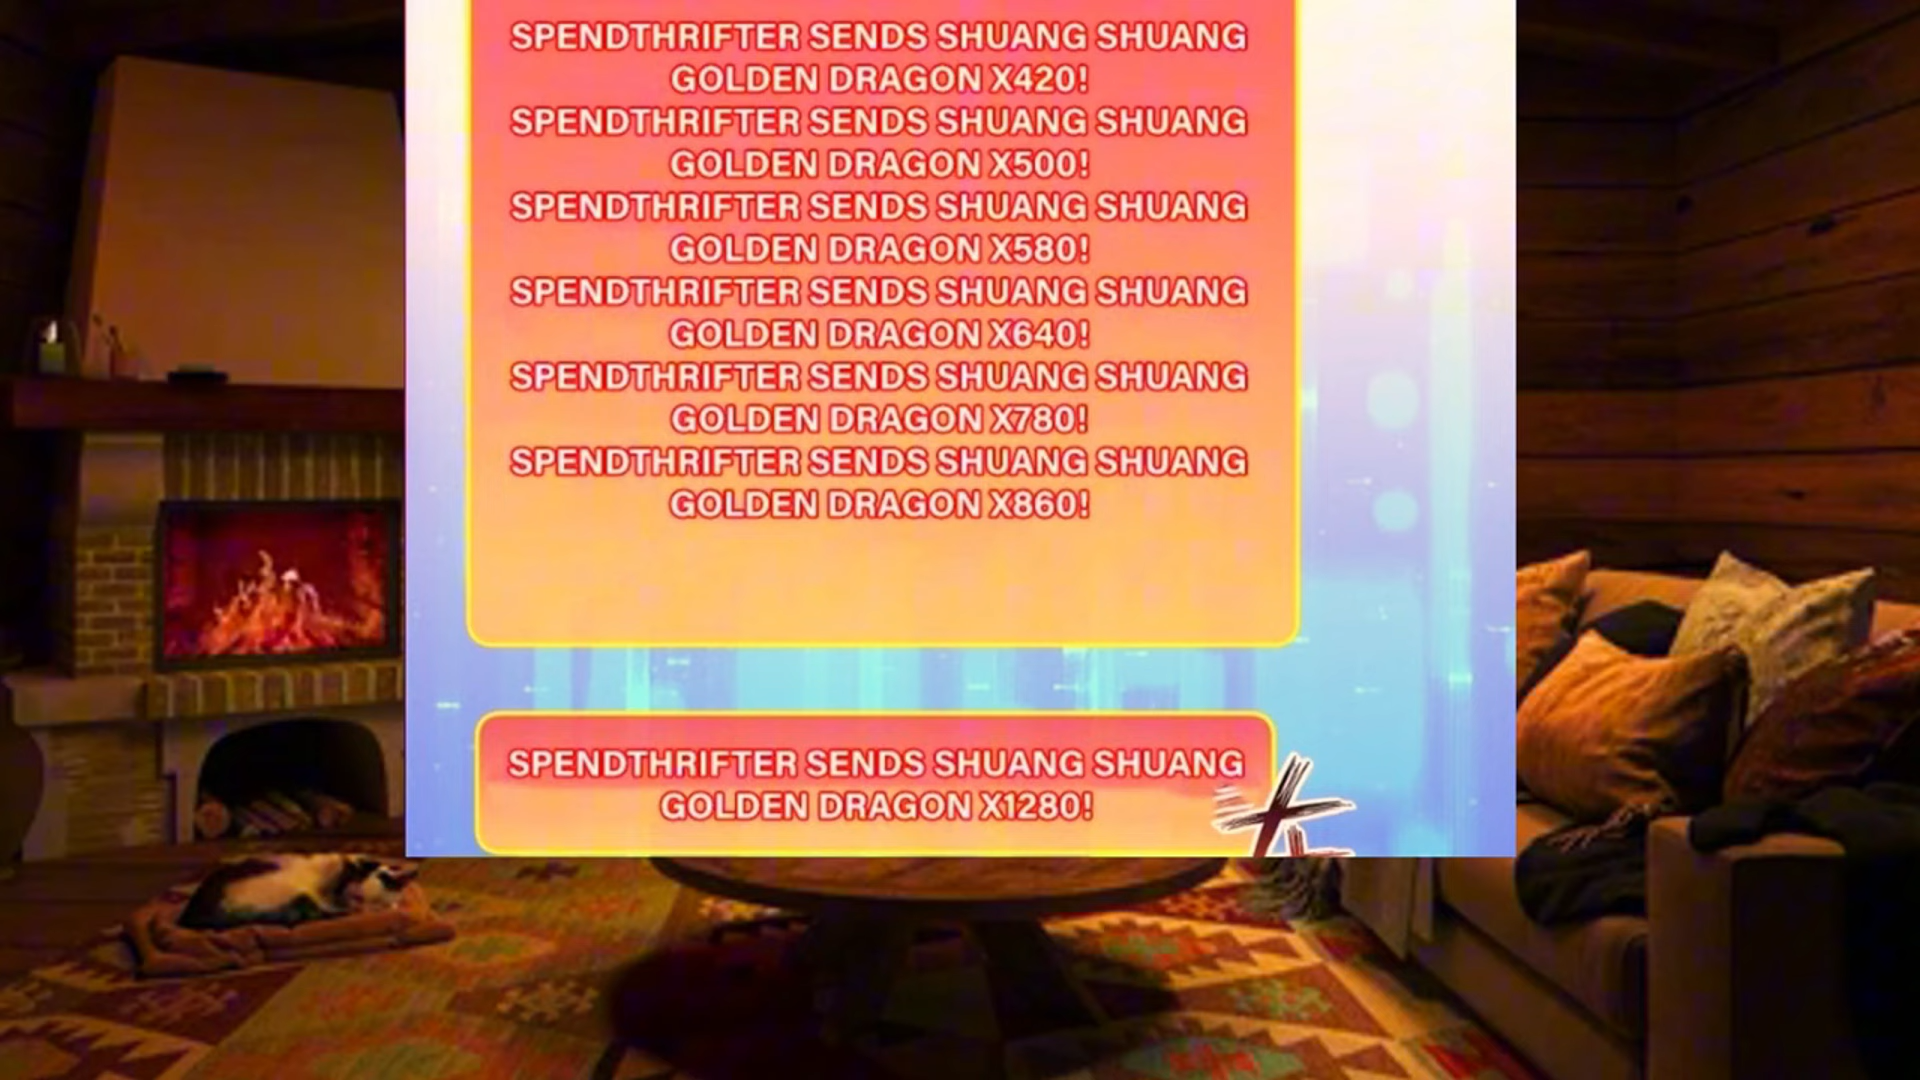 SPENDTHRIFTER SENDS SHUANG SHUANG
GOLDEN DRAGON X420!
SPENDTHRIFTER SENDS SHUANG SHUANG
GOLDEN DRAGON X500!
SPENDTHRIFTER SENDS SHUANG SHUANG
GOLDEN DRAGON X580!
SPENDTHRIFTER SENDS SHUANG SHUANG
GOLDEN DRAGON X640!
SPENDTHRIFTER SENDS SHUANG SHUANG
GOLDEN DRAGON X780!
SPENDTHRIFTER SENDS SHUANG SHUANG
GOLDEN DRAGON X860!
SPENDTHRIFTER SENDS SHUANG SHUANG
GOLDEN DRAGON X1280!